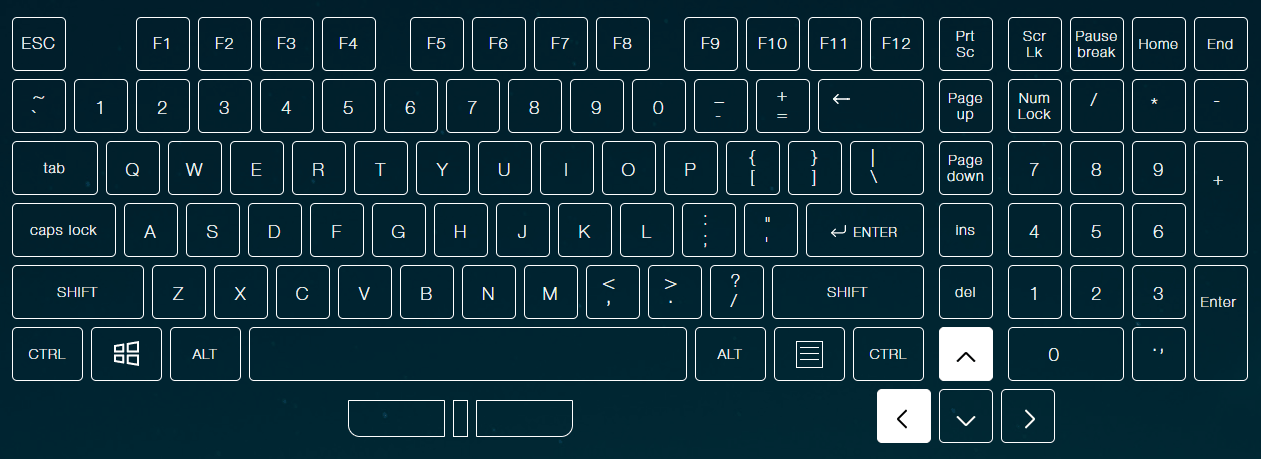 ESC F1 F2 F3 F4 F5 F6 F7 F8 F9 F10 F11 F12 Prt Sc Scr Lk Pause break Home End
~ ` 1 2 3 4 5 6 7 8 9 0 _ - + = ← Page up Num Lock / * -
tab Q W E R T Y U I O P { [ } ] | \ Page down 7 8 9 +
caps lock A S D F G H J K L : ; " ' ↵ ENTER ins 4 5 6
SHIFT Z X C V B N M < , > . ? / SHIFT del 1 2 3 Enter
CTRL ALT ALT CTRL 0 . ,